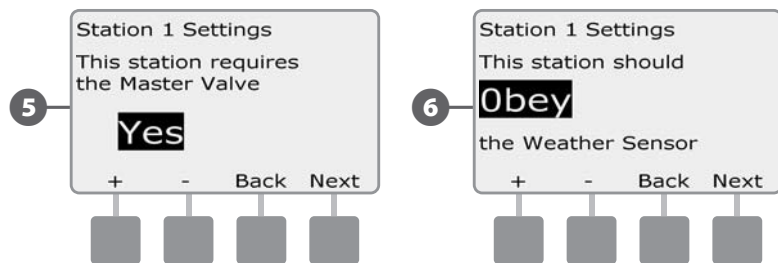 Station 1 Settings
This station requires
the Master Valve
Yes
+ - Back Next
5
Station 1 Settings
This station should
0bey
the Weather Sensor
+ - Back Next
6